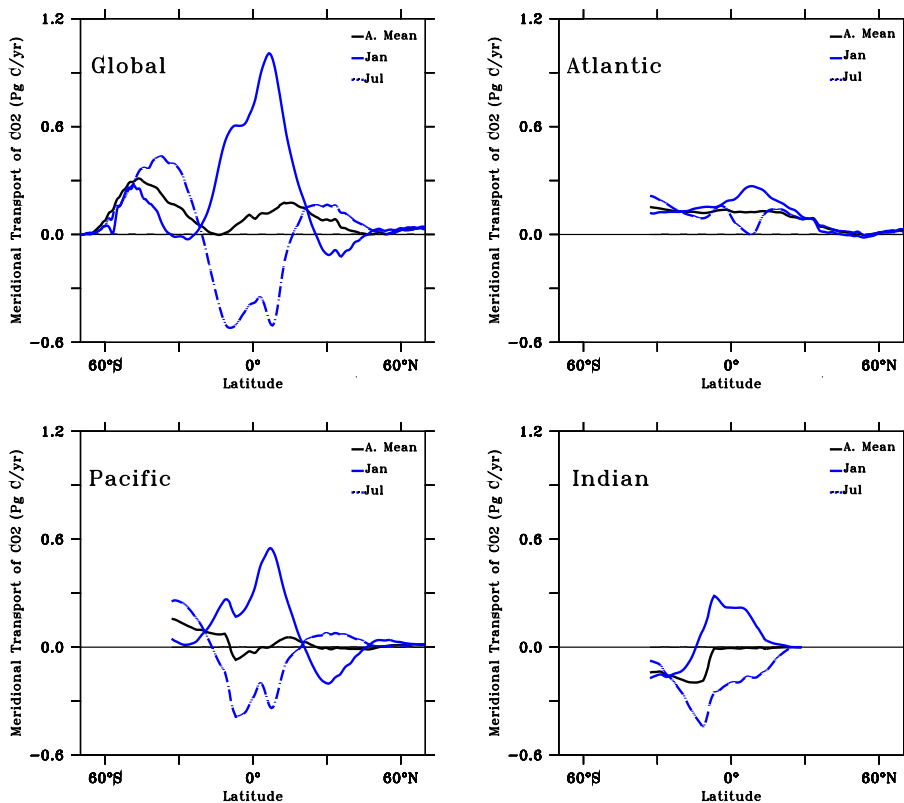 1.2
0.6
0.0
−0.6
Meridional Transport of CO2 (Pg C/yr)
Global
A. Mean
Jan
Jul
60°S
0°
60°N
Latitude
1.2
0.6
0.0
−0.6
Meridional Transport of CO2 (Pg C/yr)
Atlantic
A. Mean
Jan
Jul
60°S
0°
60°N
Latitude
1.2
0.6
0.0
−0.6
Meridional Transport of CO2 (Pg C/yr)
Pacific
A. Mean
Jan
Jul
60°S
0°
60°N
Latitude
1.2
0.6
0.0
−0.6
Meridional Transport of CO2 (Pg C/yr)
Indian
A. Mean
Jan
Jul
60°S
0°
60°N
Latitude